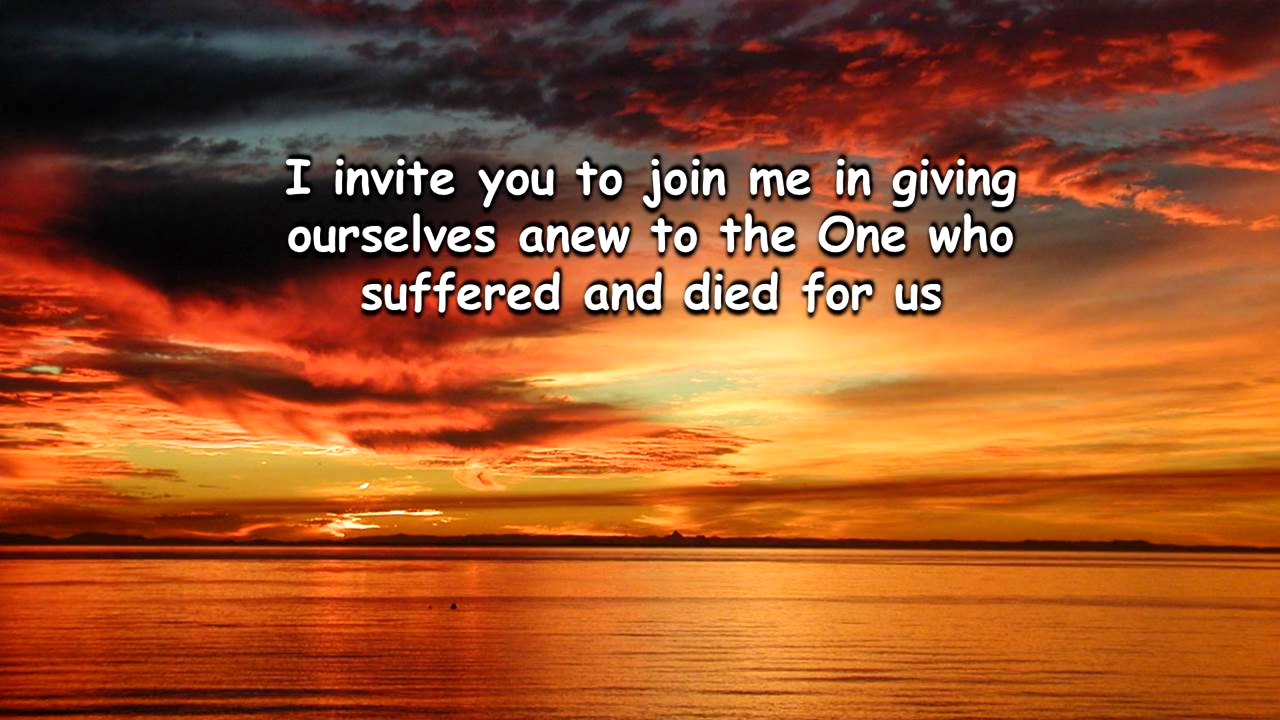 I invite you to join me in giving
ourselves anew to the One who
suffered and died for us